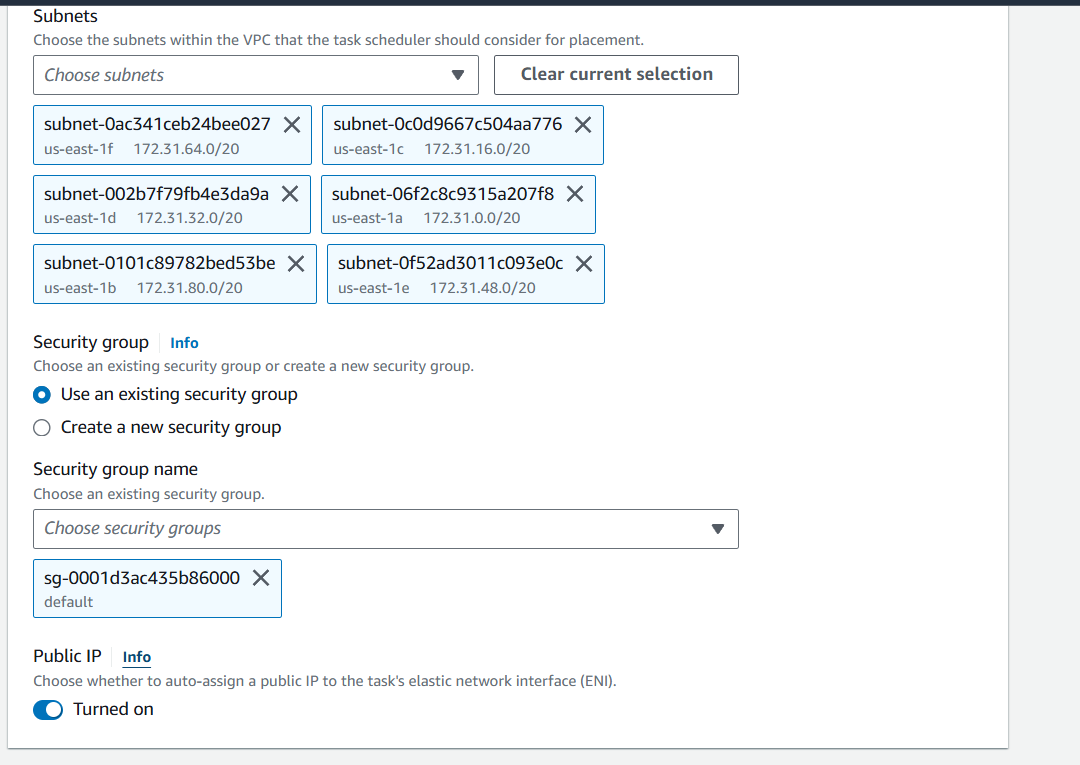 Subnets
Choose the subnets within the VPC that the task scheduler should consider for placement.
Choose subnets
Clear current selection
subnet-0ac341ceb24bee027
us-east-1f 172.31.64.0/20
subnet-0c0d9667c504aa776
us-east-1c 172.31.16.0/20
subnet-002b7f79fb4e3da9a
us-east-1d 172.31.32.0/20
subnet-06f2c8c9315a207f8
us-east-1a 172.31.0.0/20
subnet-0101c89782bed53be
us-east-1b 172.31.80.0/20
subnet-0f52ad3011c093e0c
us-east-1e 172.31.48.0/20
Security group Info
Choose an existing security group or create a new security group.
Use an existing security group
Create a new security group
Security group name
Choose an existing security group.
Choose security groups
sg-0001d3ac435b86000
default
Public IP Info
Choose whether to auto-assign a public IP to the task's elastic network interface (ENI).
Turned on